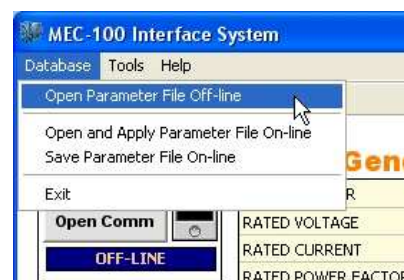 MEC-100 Interface System
Database Tools Help
Open Parameter File Off-line
Open and Apply Parameter File On-line
Save Parameter File On-line
Exit
Gen
R
Open Comm
RATED VOLTAGE
OFF-LINE
RATED CURRENT
RATED POWER FACTOR